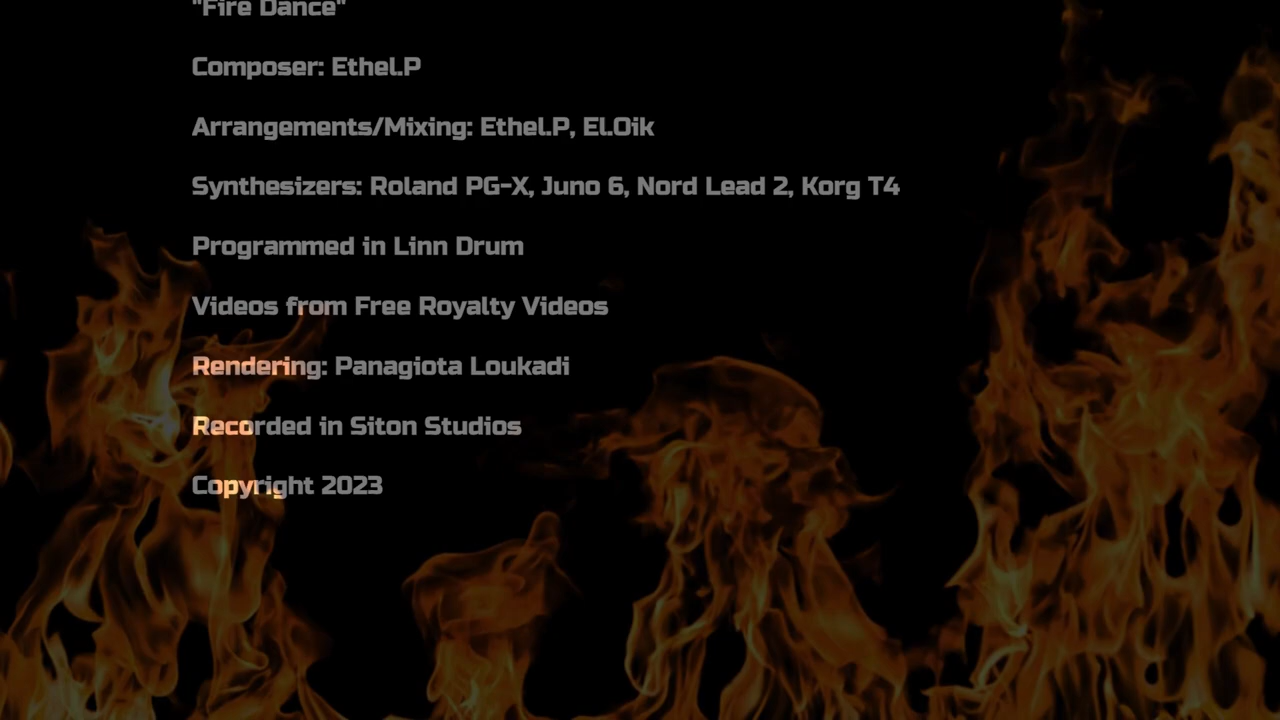 "Fire Dance"
Composer: Ethel.P
Arrangements/Mixing: Ethel.P, El.Oik
Synthesizers: Roland PG-X, Juno 6, Nord Lead 2, Korg T4
Programmed in Linn Drum
Videos from Free Royalty Videos
Rendering: Panagiota Loukadi
Recorded in Siton Studios
Copyright 2023